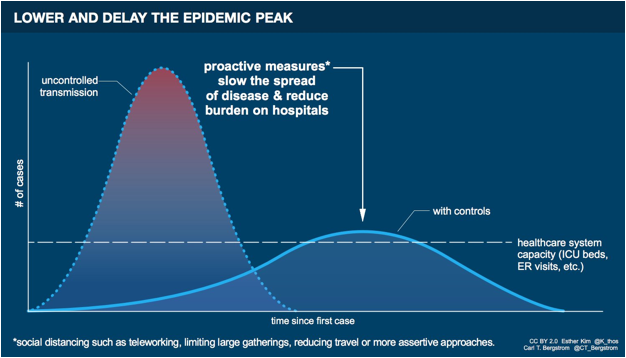 LOWER AND DELAY THE EPIDEMIC PEAK
uncontrolled
transmission
proactive measures*
slow the spread
of disease & reduce
burden on hospitals
# of cases
with controls
healthcare system
capacity (ICU beds,
ER visits, etc.)
time since first case
*social distancing such as teleworking, limiting large gatherings, reducing travel or more assertive approaches.
CC BY 2.0 Esther Kim @K_thos
Carl T. Bergstrom @CT_Bergstrom